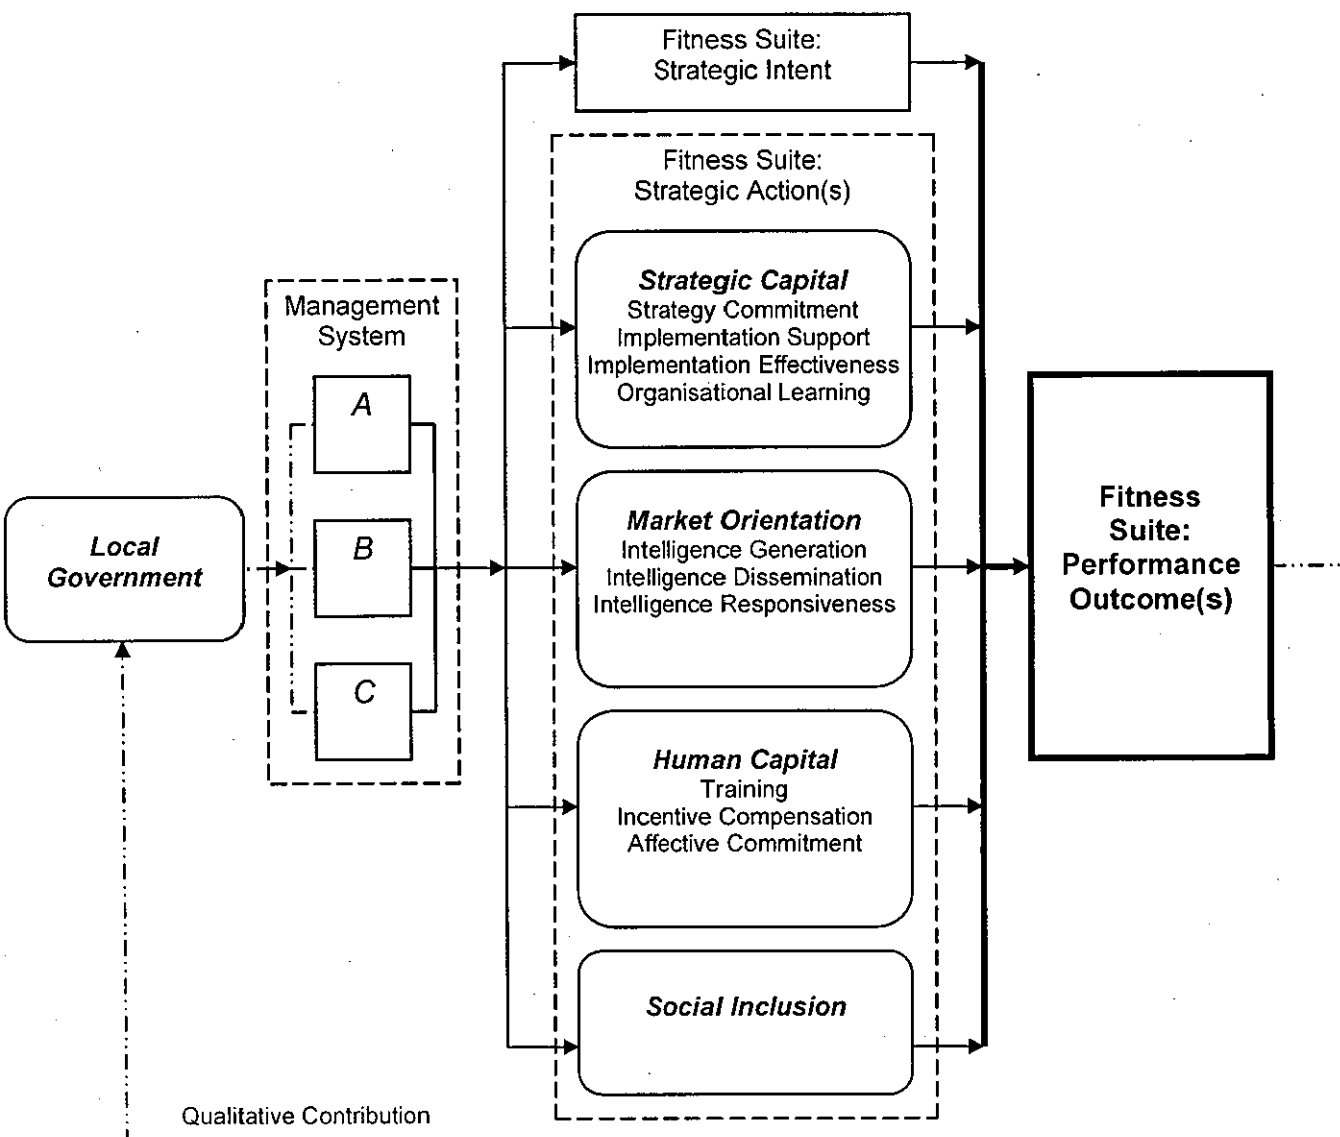 Fitness Suite:
Strategic Intent
Fitness Suite:
Strategic Action(s)
Strategic Capital
Strategy Commitment
Implementation Support
Implementation Effectiveness
Organisational Learning
Management
System
A
B
C
Local
Government
Market Orientation
Intelligence Generation
Intelligence Dissemination
Intelligence Responsiveness
Fitness
Suite:
Performance
Outcome(s)
Human Capital
Training
Incentive Compensation
Affective Commitment
Social Inclusion
Qualitative Contribution